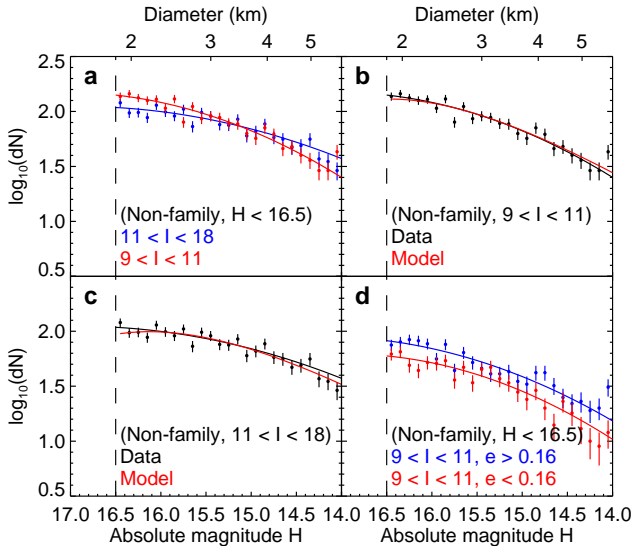 Diameter (km) Diameter (km)
2 3 4 5 2 3 4 5
2.5
2.0
1.5
1.0
0.5
log10(dN)
a
(Non-family, H < 16.5)
11 < I < 18
9 < I < 11
b
(Non-family, 9 < I < 11)
Data
Model
2.0
1.5
1.0
0.5
log10(dN)
c
(Non-family, 11 < I < 18)
Data
Model
d
(Non-family, H < 16.5)
9 < I < 11, e > 0.16
9 < I < 11, e < 0.16
17.0 16.5 16.0 15.5 15.0 14.5 14.0 16.5 16.0 15.5 15.0 14.5 14.0
Absolute magnitude H Absolute magnitude H